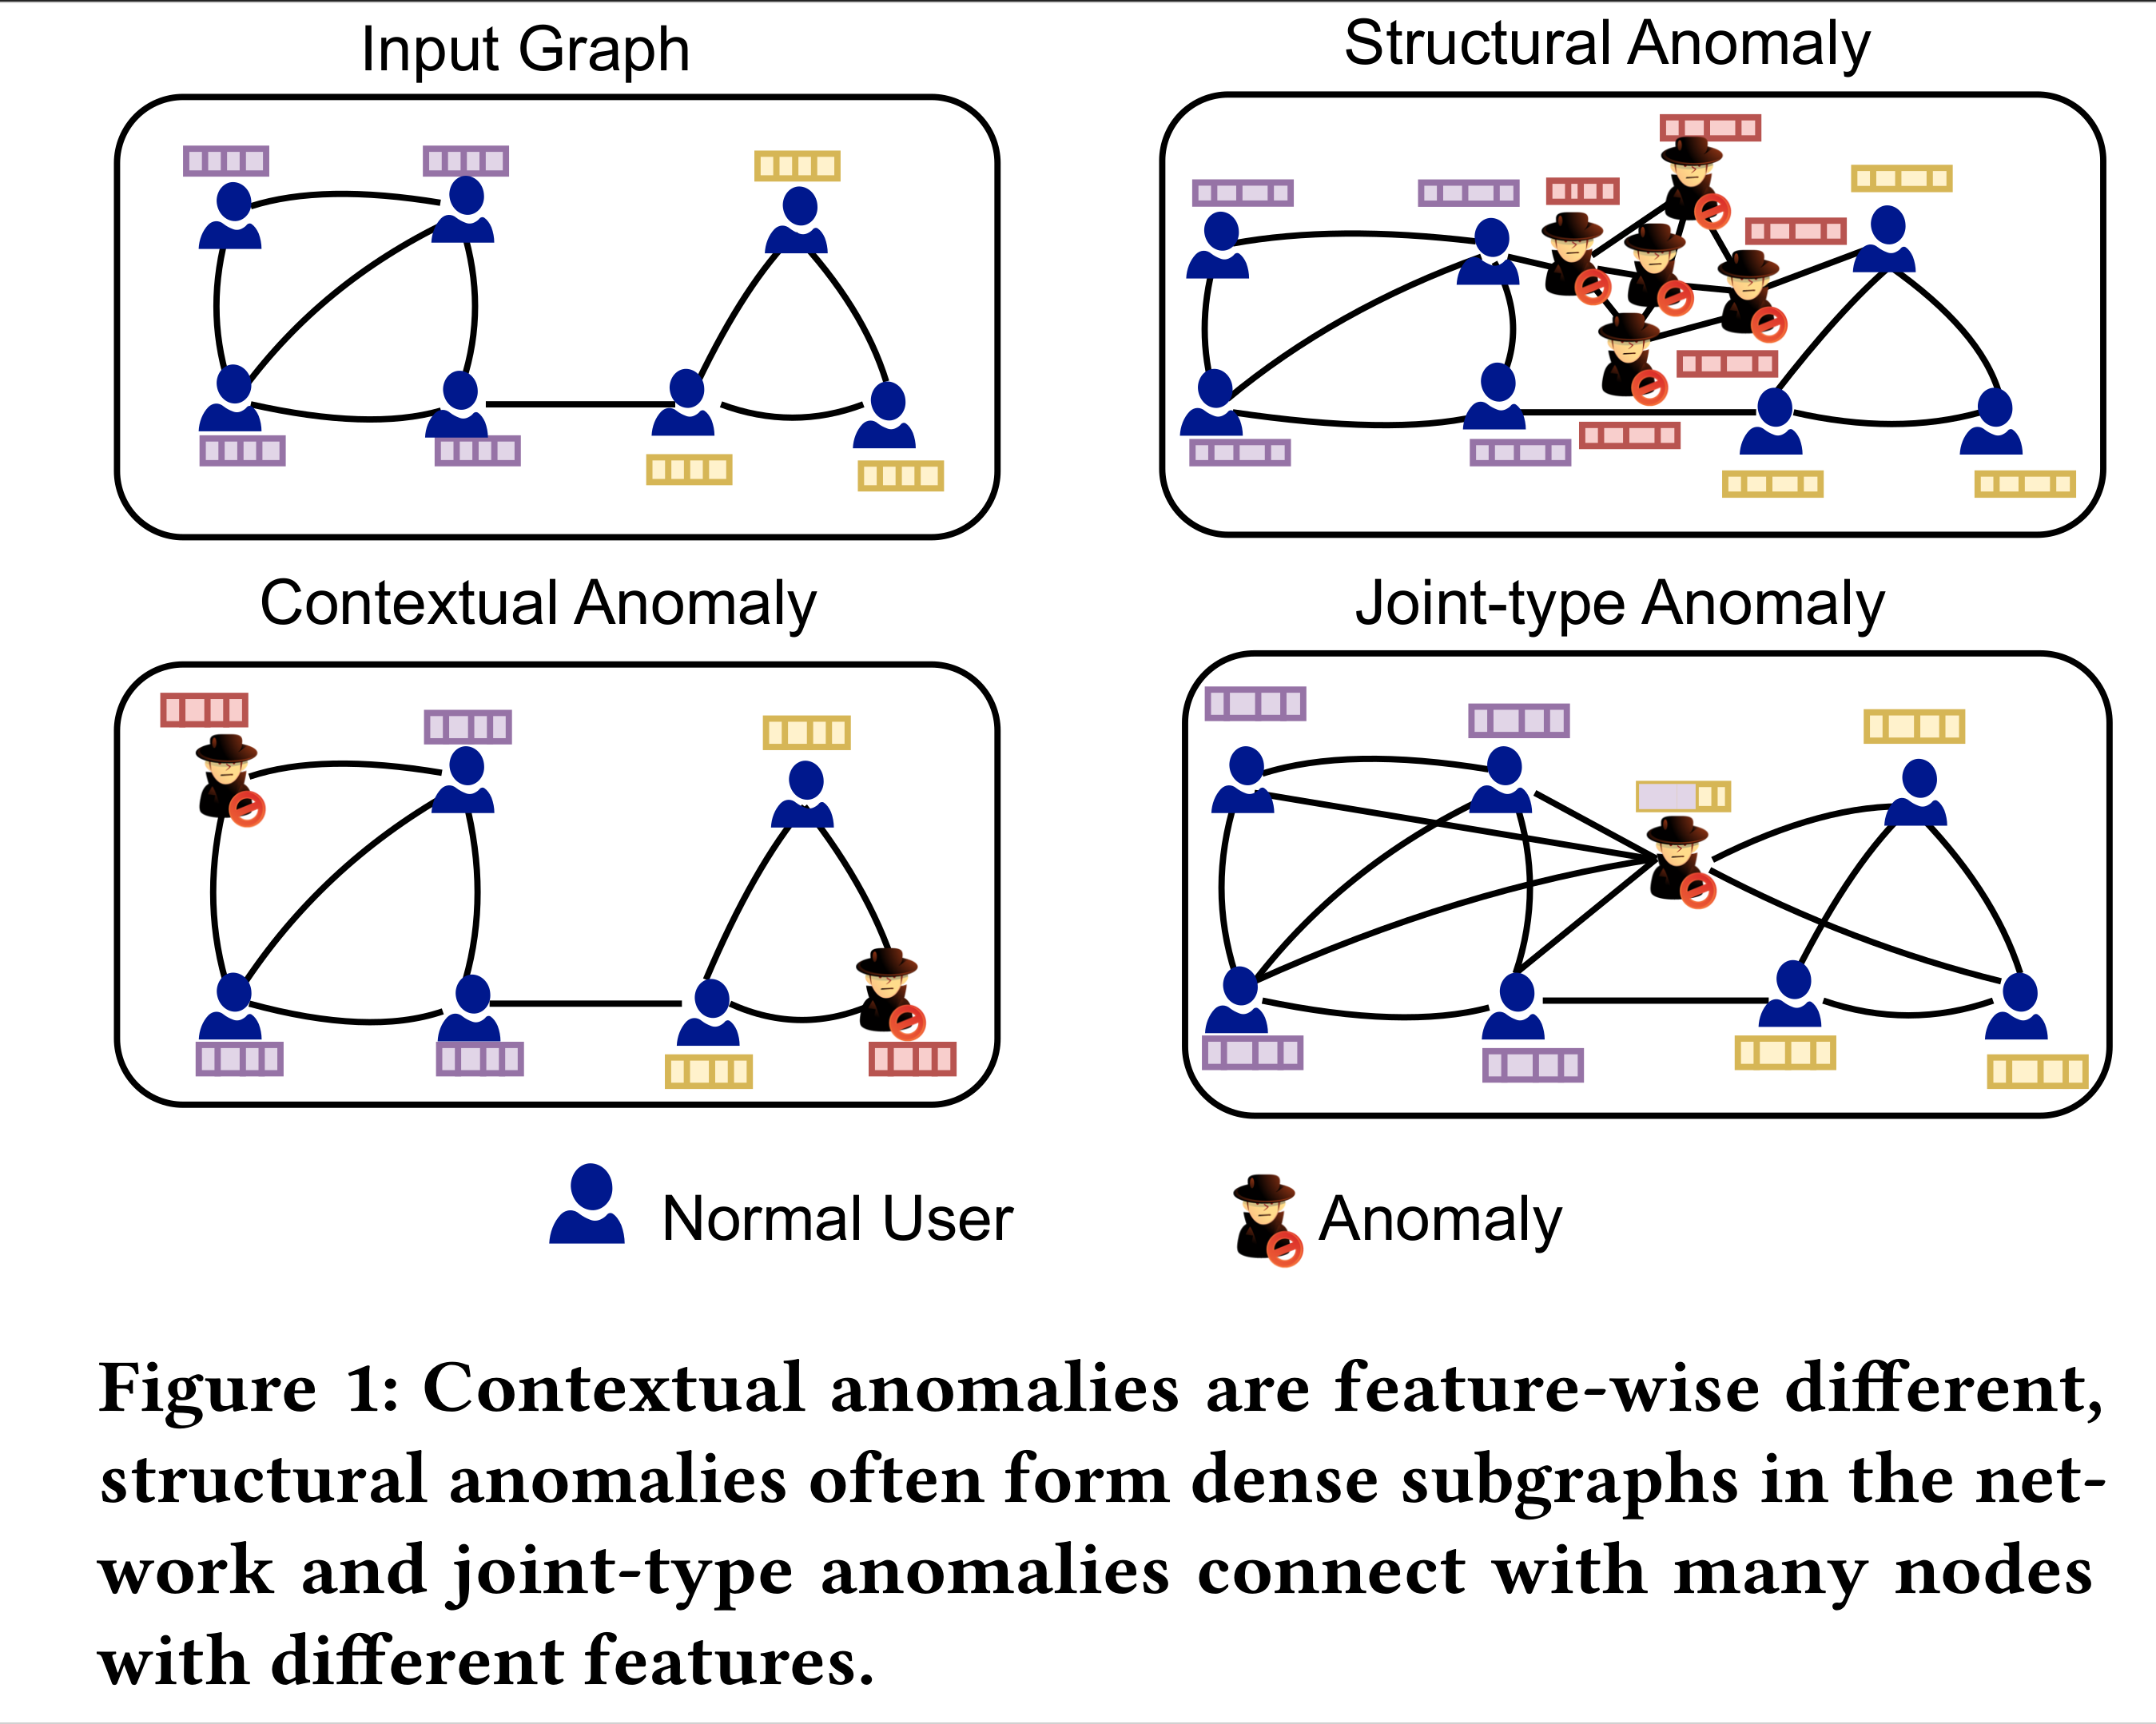 Input Graph
Structural Anomaly
Contextual Anomaly
Joint-type Anomaly
Normal User
Anomaly
Figure 1: Contextual anomalies are feature-wise different,
structural anomalies often form dense subgraphs in the net-
work and joint-type anomalies connect with many nodes
with different features.